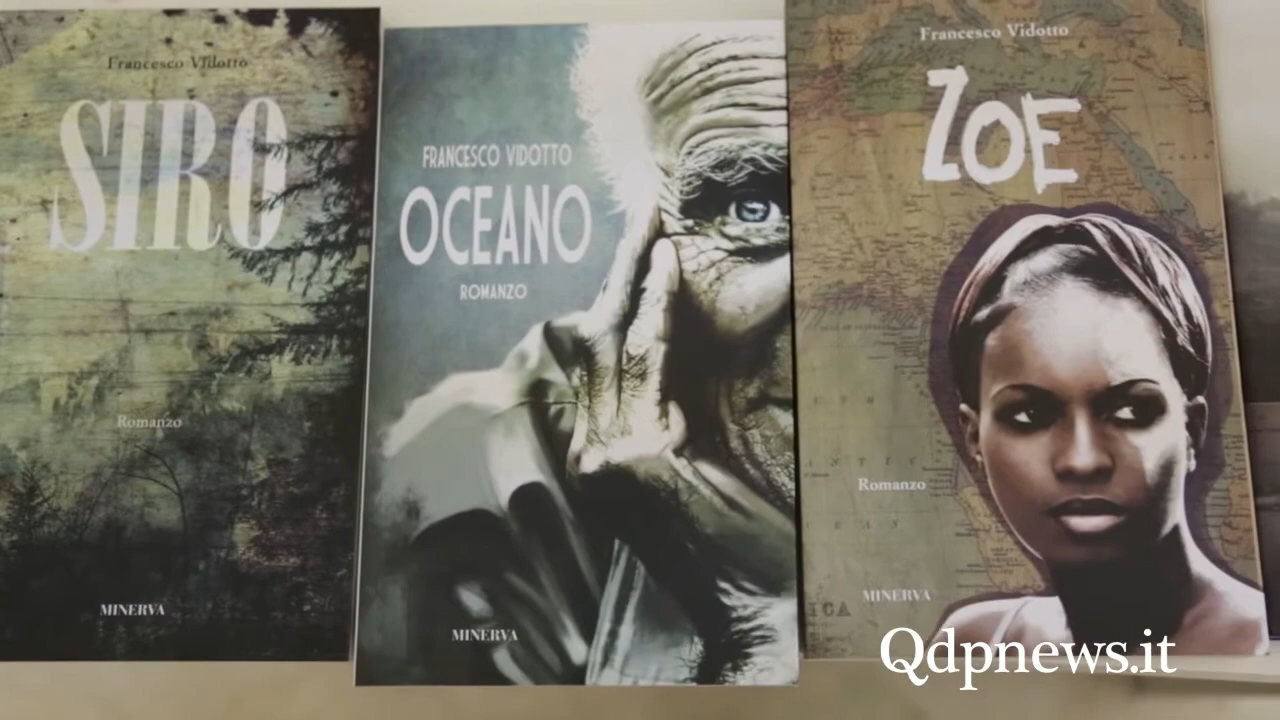 Francesco Vidotto
SIRO
Romanzo
MINERVA
FRANCESCO VIDOTTO
OCEANO
ROMANZO
MINERVA
Francesco Vidotto
ZOE
Romanzo
MINERVA
Qdpnews.it